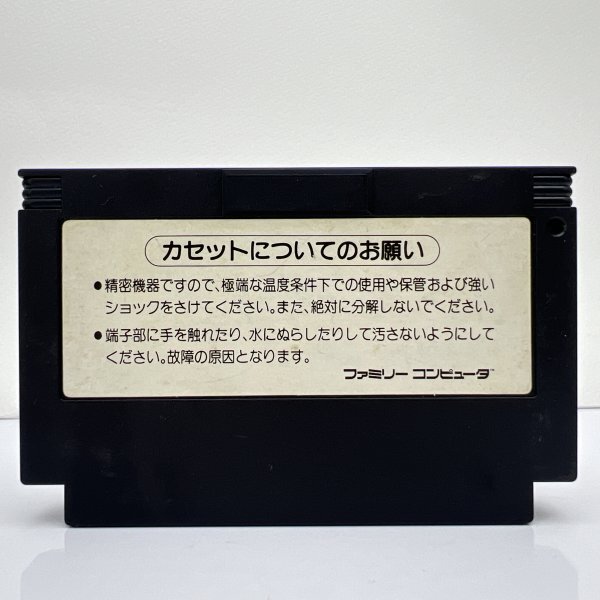 カセットについてのお願い
●精密機器ですので、極端な温度条件下での使用や保管および強い
ショックをさけてください。また、絶対に分解しないでください。
●端子部に手を触れたり、水にぬらしたりして汚さないようにして
ください。故障の原因となります。
ファミリー コンピュータ™